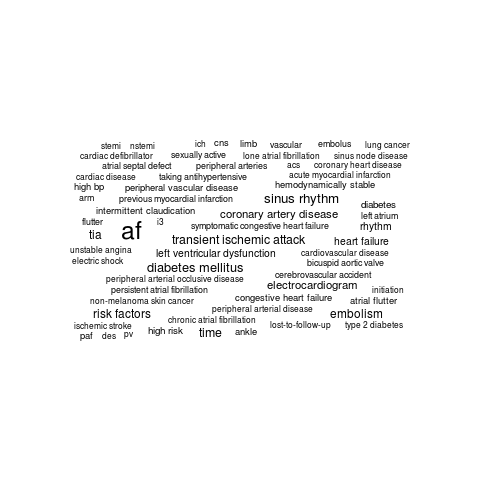 stemi nstemi ich cns limb vascular embolus lung cancer
cardiac defibrillator sexually active lone atrial fibrillation sinus node disease
atrial septal defect peripheral arteries acs coronary heart disease
cardiac disease taking antihypertensive acute myocardial infarction
high bp peripheral vascular disease hemodynamically stable
arm previous myocardial infarction sinus rhythm diabetes
intermittent claudication coronary artery disease left atrium
flutter af i3 symptomatic congestive heart failure rhythm
tia transient ischemic attack heart failure
unstable angina left ventricular dysfunction cardiovascular disease
electric shock diabetes mellitus bicuspid aortic valve
peripheral arterial occlusive disease cerebrovascular accident
persistent atrial fibrillation electrocardiogram initiation
non-melanoma skin cancer congestive heart failure atrial flutter
risk factors peripheral arterial disease embolism
ischemic stroke chronic atrial fibrillation lost-to-follow-up type 2 diabetes
paf des pv high risk time ankle